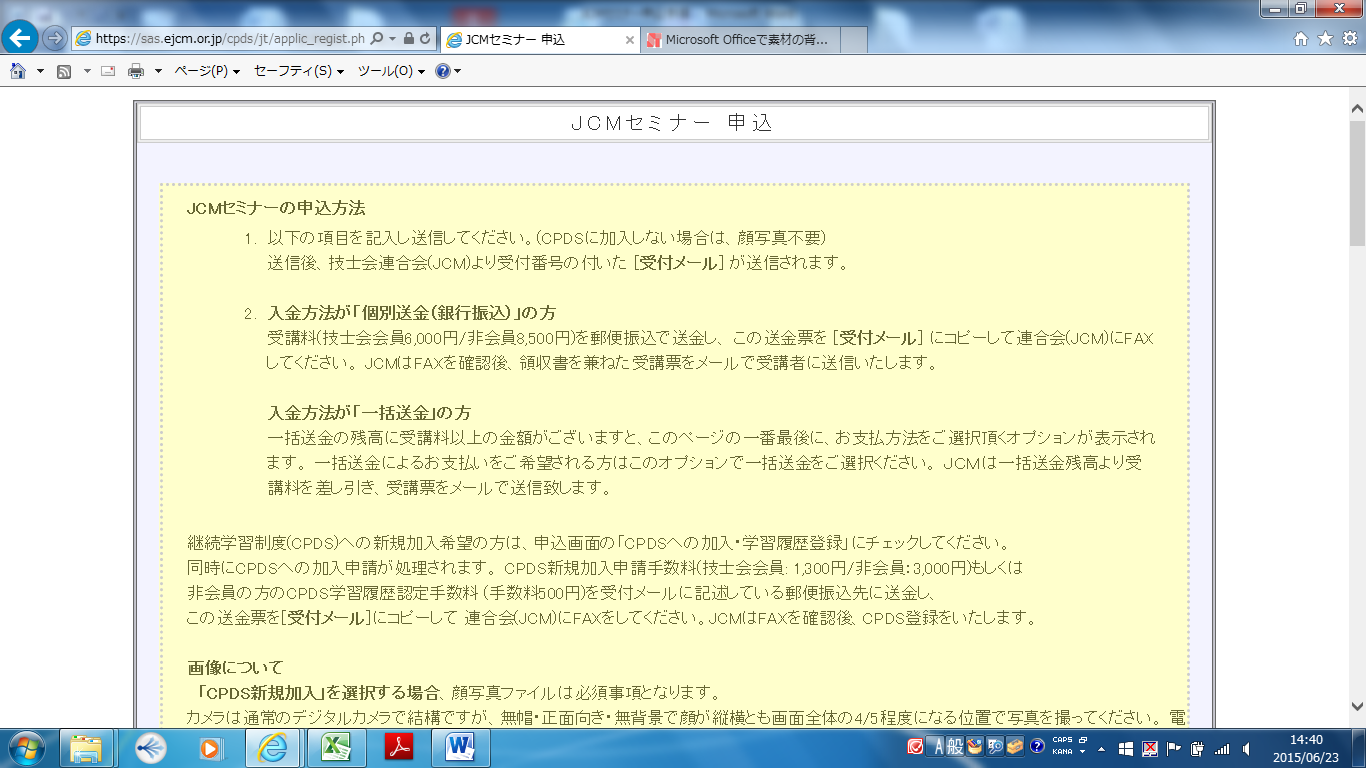 https://sas.ejcm.or.jp/cpds/jt/applic_regist.ph
JCMセミナー 申込
Microsoft Officeで素材の背...
ページ(P)
セーフティ(S)
ツール(O)
JCMセミナー 申込
JCMセミナーの申込方法
1. 以下の項目を記入し送信してください。(CPDSに加入しない場合は、顔写真不要)
送信後、技士会連合会(JCM)より受付番号の付いた [受付メール] が送信されます。
2. 入金方法が「個別送金(銀行振込)」の方
受講料(技士会会員6,000円/非会員8,500円)を郵便振込で送金し、この送金票を [受付メール] にコピーして連合会(JCM)にFAX
してください。JCMはFAXを確認後、領収書を兼ねた受講票をメールで受講者に送信いたします。
入金方法が「一括送金」の方
一括送金の残高に受講料以上の金額がございますと、このページの一番最後に、お支払方法をご選択頂くオプションが表示され
ます。一括送金によるお支払いをご希望される方はこのオプションで一括送金をご選択ください。JCMは一括送金残高より受
講料を差し引き、受講票をメールで送信致します。
継続学習制度(CPDS)への新規加入希望の方は、申込画面の「CPDSへの加入・学習履歴登録」にチェックしてください。
同時にCPDSへの加入申請が処理されます。CPDS新規加入申請手数料(技士会会員: 1,300円/非会員:3,000円)もしくは
非会員の方のCPDS学習履歴認定手数料 (手数料500円)を受付メールに記述している郵便振込先に送金し、
この送金票を[受付メール]にコピーして 連合会(JCM)にFAXをしてください。JCMはFAXを確認後、CPDS登録をいたします。
画像について
「CPDS新規加入」を選択する場合、顔写真ファイルは必須事項となります。
カメラは通常のデジタルカメラで結構ですが、無帽・正面向き・無背景で顔が縦横とも画面全体の4/5程度になる位置で写真を撮ってください。電
A 般
CAPS
KANA
14:40
2015/06/23